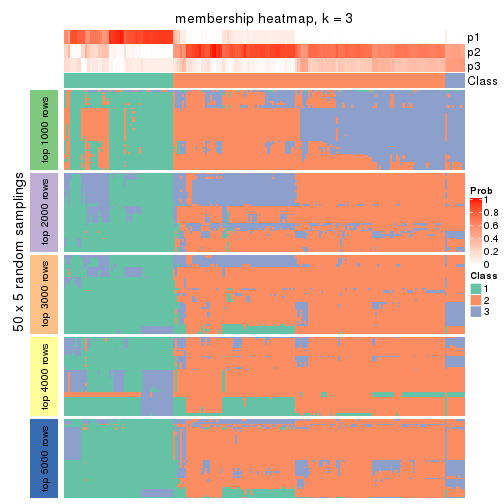 membership heatmap, k = 3
p1
p2
p3
Class
50 x 5 random samplings
top 1000 rows
top 2000 rows
top 3000 rows
top 4000 rows
top 5000 rows
Prob
1
0.8
0.6
0.4
0.2
0
Class
1
2
3